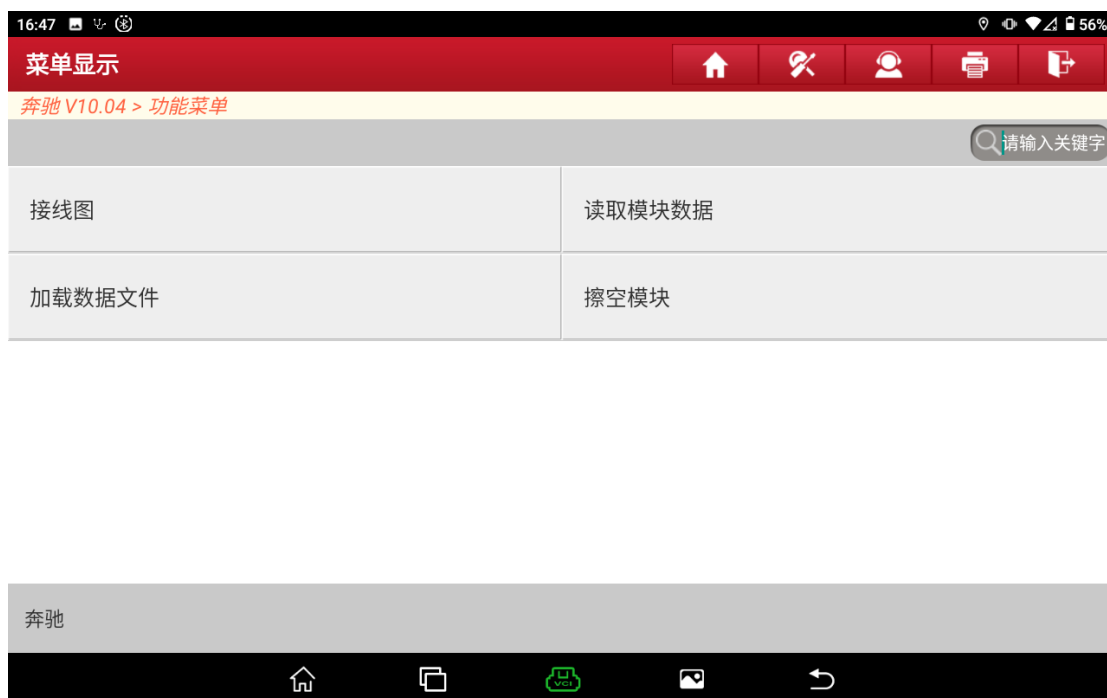 16:47
56%
菜单显示
奔驰 V10.04 > 功能菜单
请输入关键字
接线图
读取模块数据
加载数据文件
擦空模块
奔驰
VCI